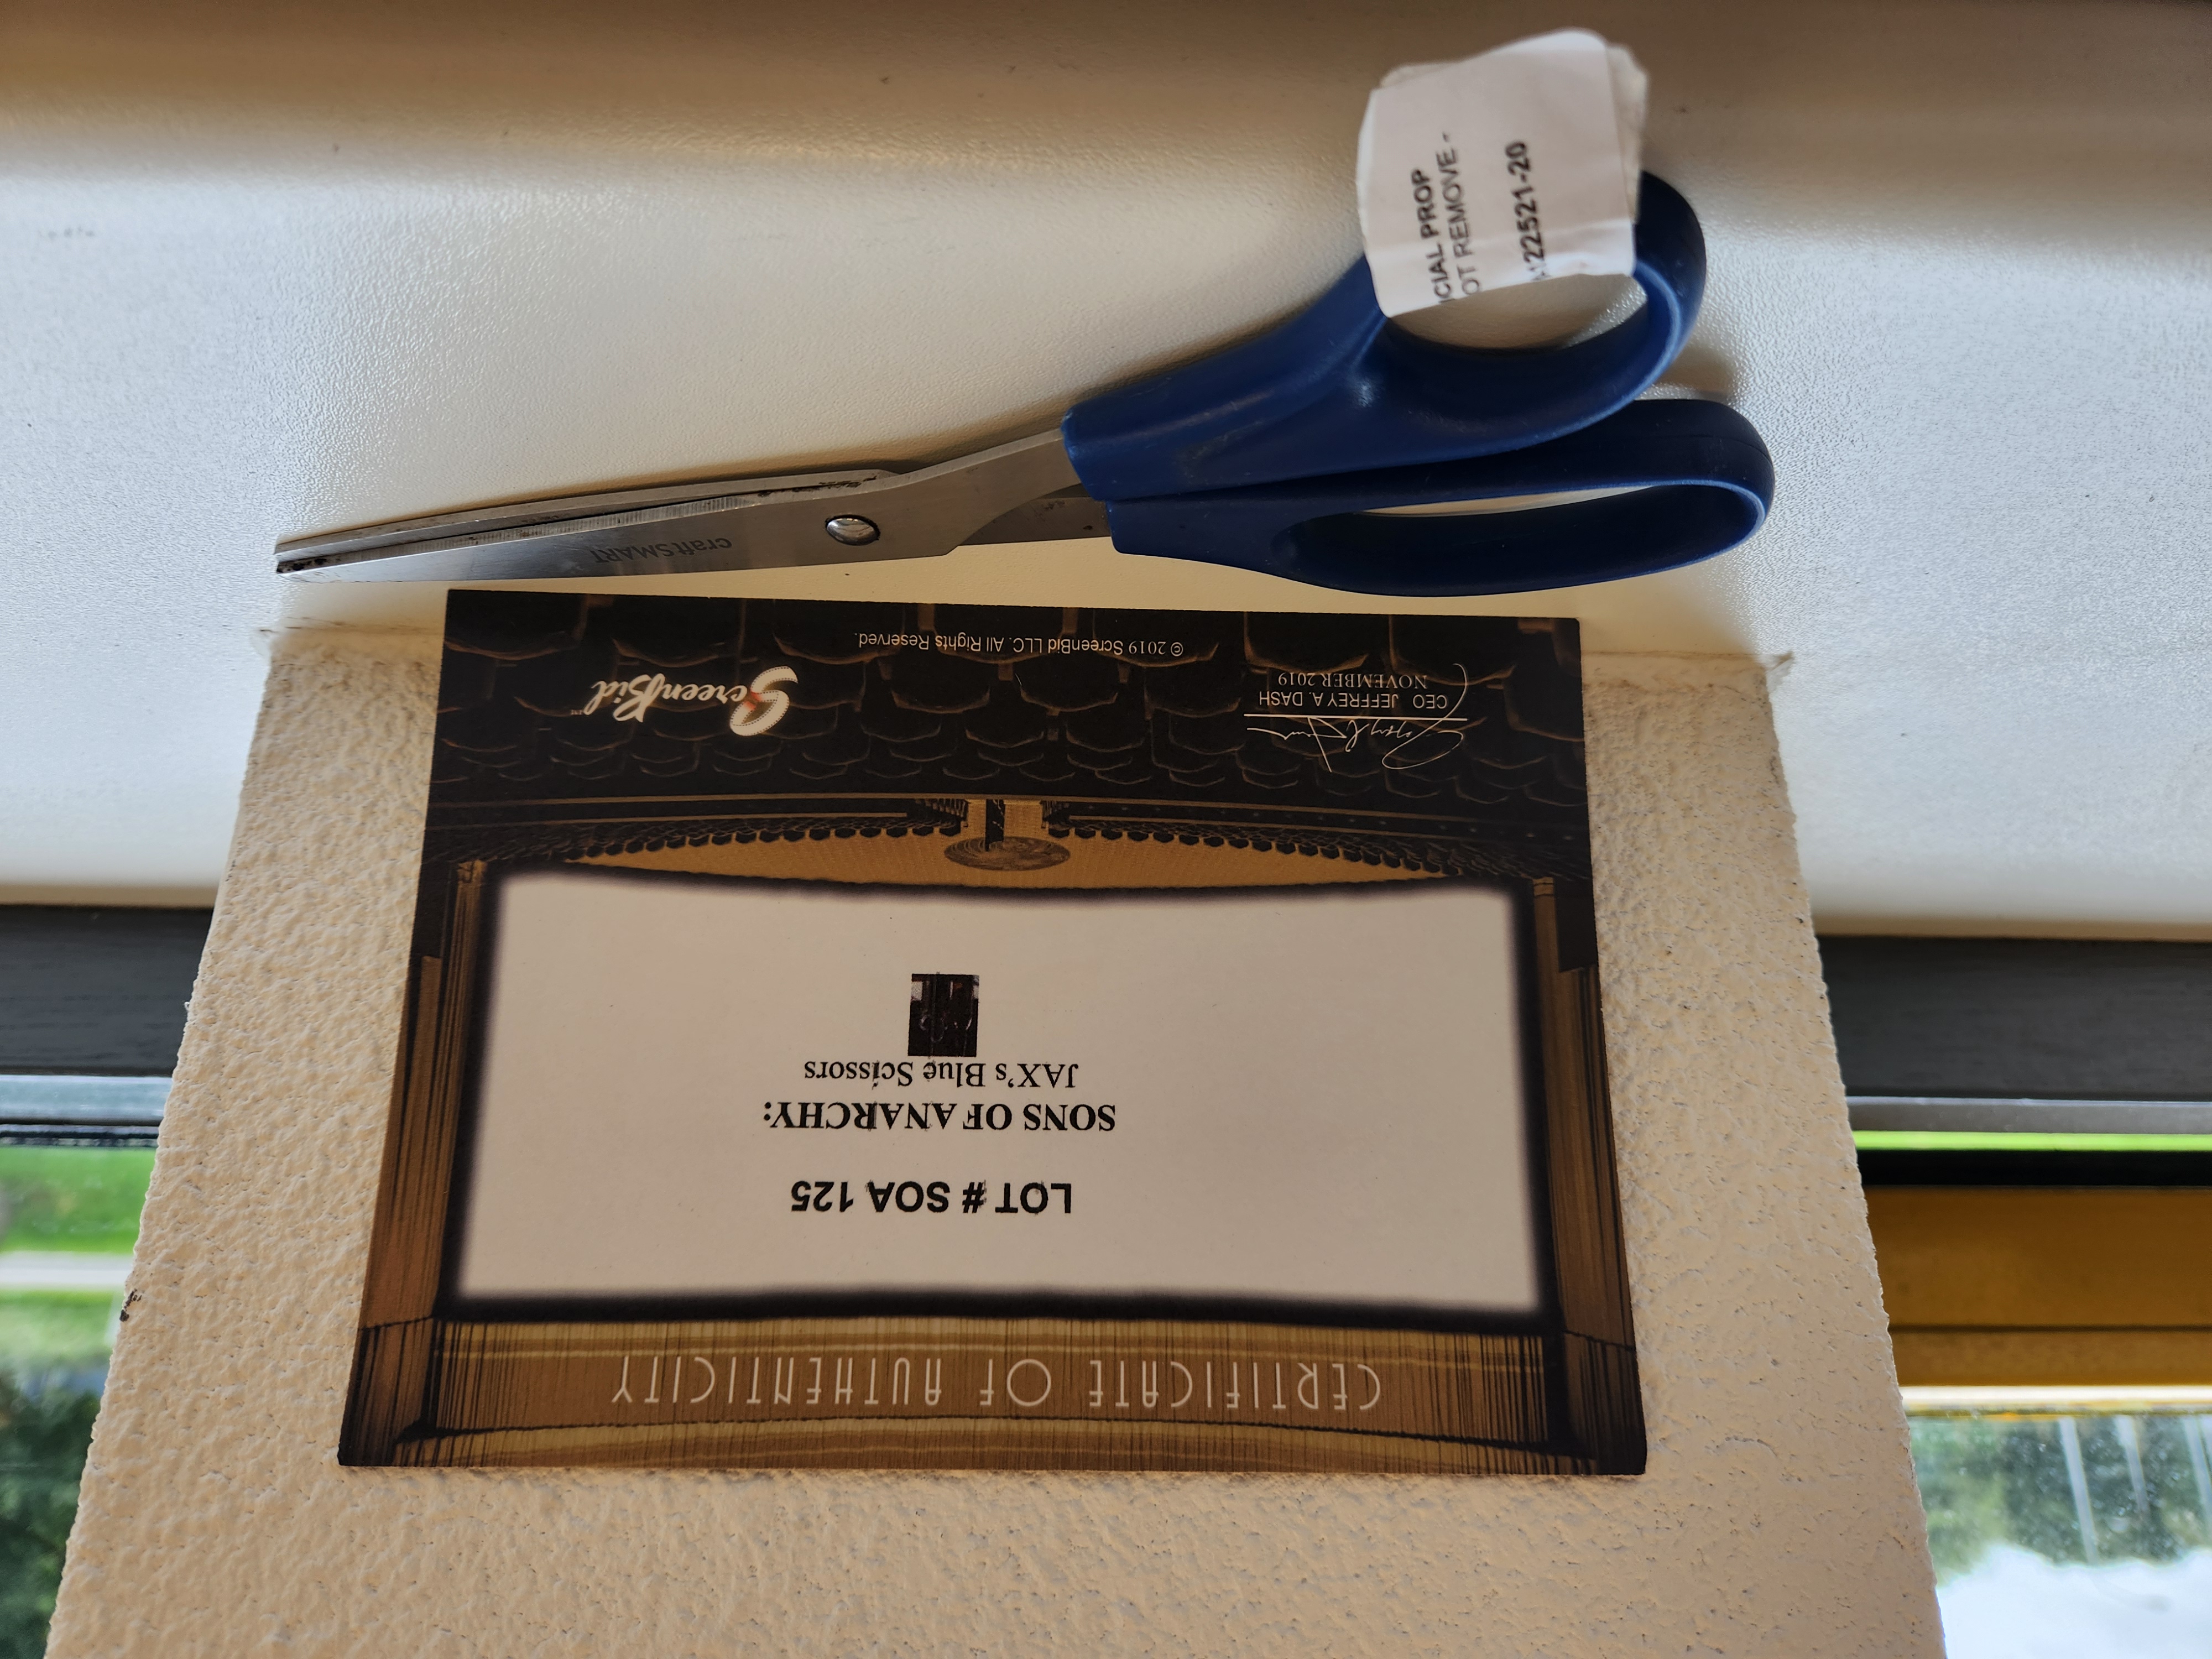 CERTIFICATE OF AUTHENTICITY
LOT # SOA 125
SONS OF ANARCHY:
JAX's Blue Scissors
CEO JEFFREY A. DASH
NOVEMBER 2019
ScreenBid
© 2019 ScreenBid LLC. All Rights Reserved.
craftSMART
CIAL PROP
OT REMOVE -
122521-20